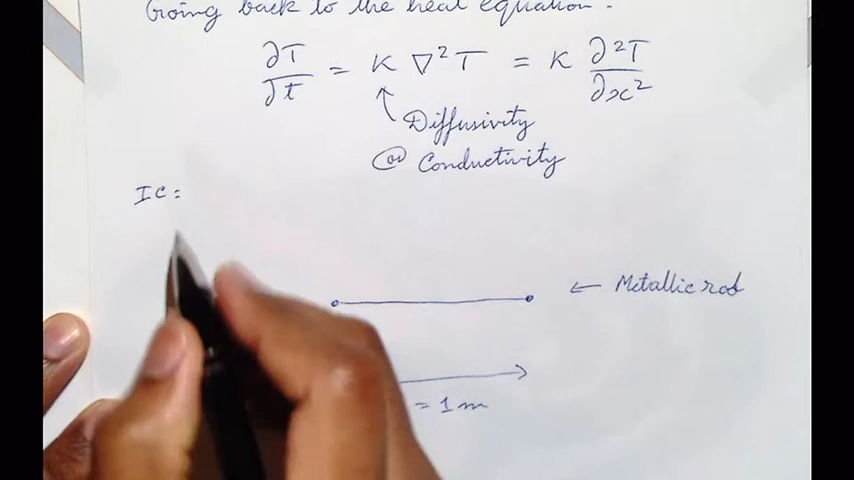 Going back to the heat equation.
∂T/∂t = K ∇²T = K ∂²T/∂x²
Diffusivity
(or) Conductivity
IC:
← Metallic rod
= 1m